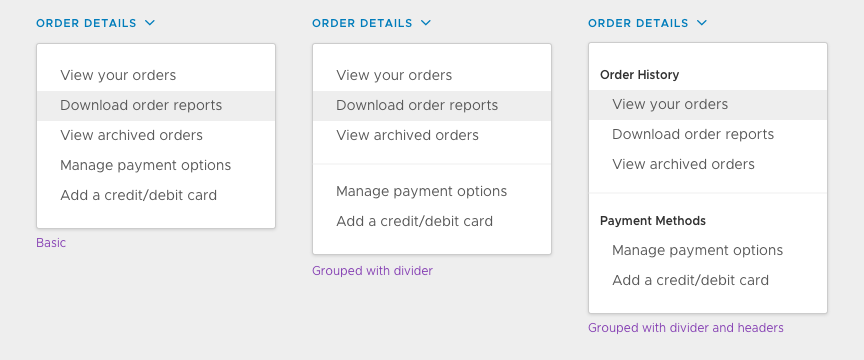 ORDER DETAILS
View your orders
Download order reports
View archived orders
Manage payment options
Add a credit/debit card
Basic
ORDER DETAILS
View your orders
Download order reports
View archived orders
Manage payment options
Add a credit/debit card
Grouped with divider
ORDER DETAILS
Order History
View your orders
Download order reports
View archived orders
Payment Methods
Manage payment options
Add a credit/debit card
Grouped with divider and headers